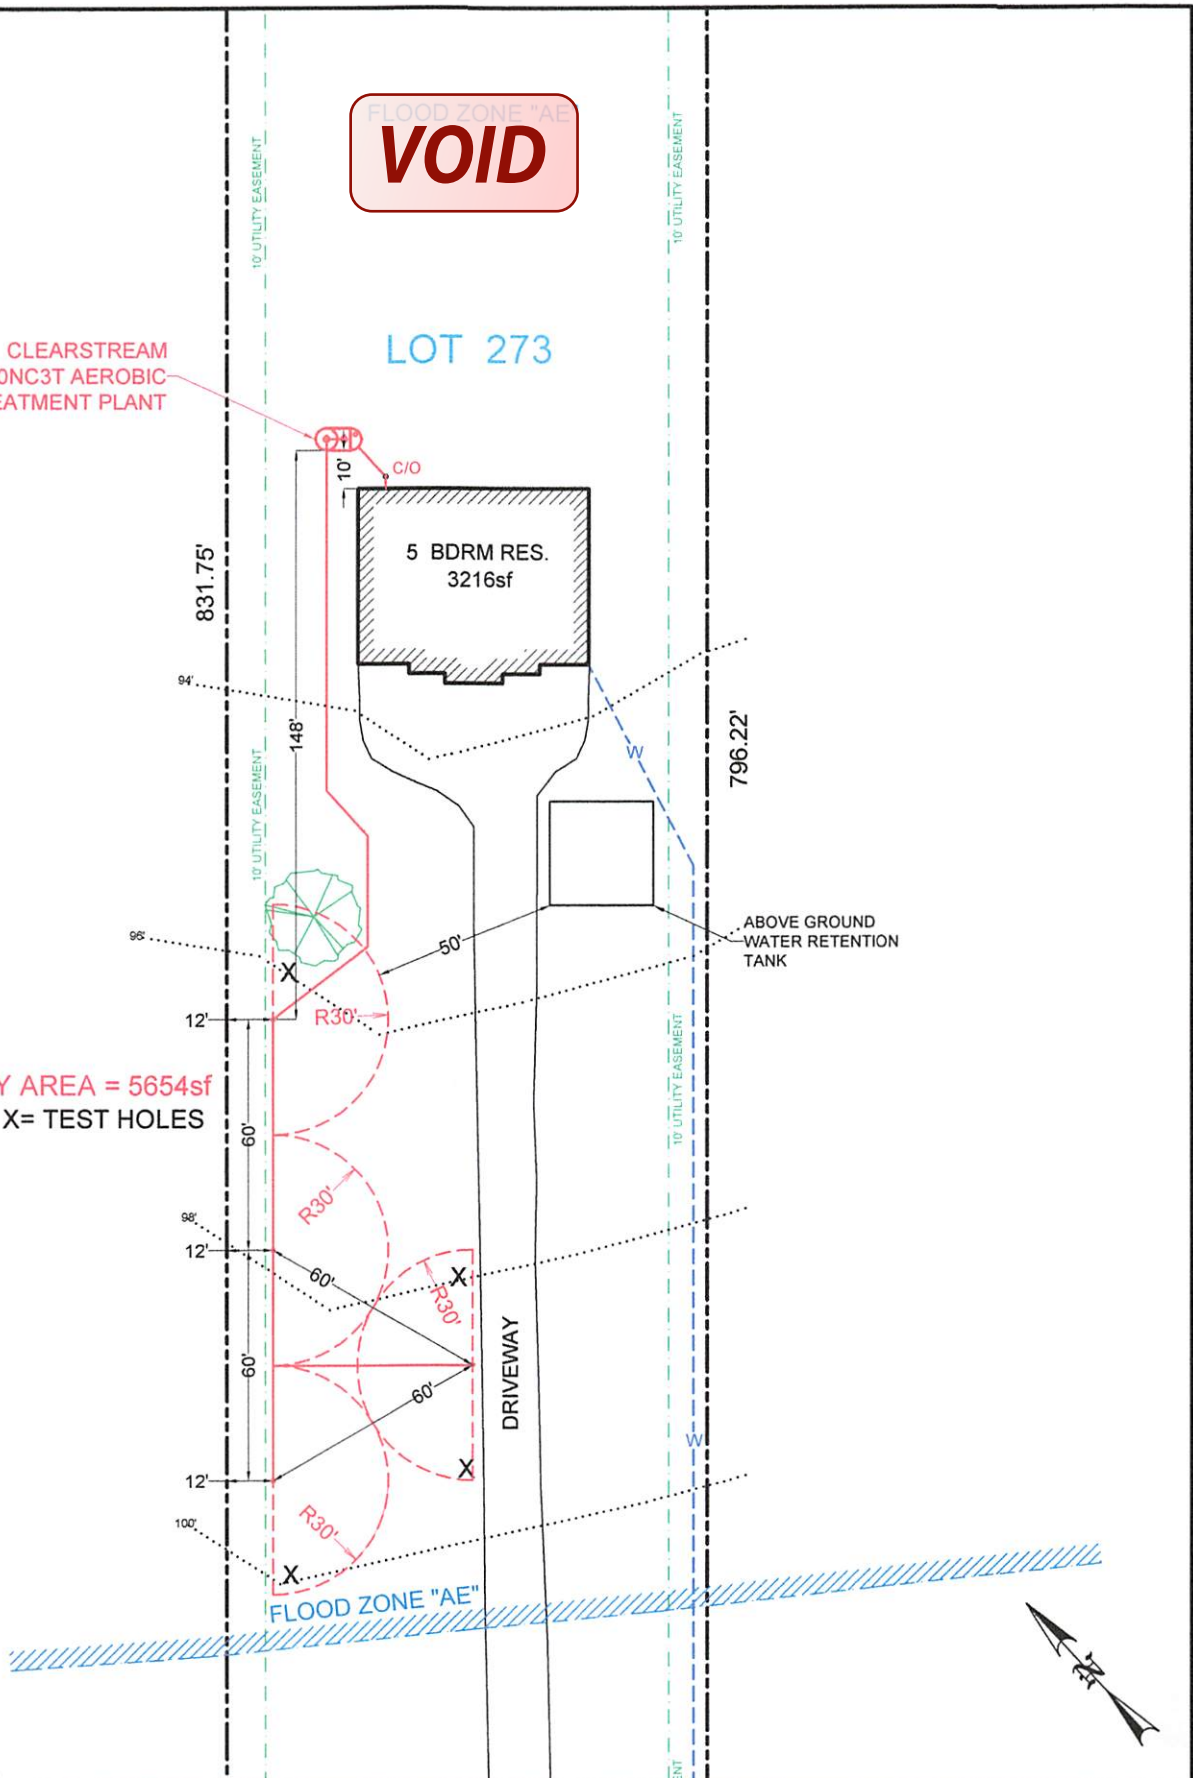 FLOOD ZONE "AE
VOID
10' UTILITY EASEMENT
10' UTILITY EASEMENT
LOT 273
CLEARSTREAM
0NC3T AEROBIC
EATMENT PLANT
C/O
10'
5 BDRM RES.
3216sf
831.75'
94'
148'
W
796.22'
10' UTILITY EASEMENT
96'
50'
ABOVE GROUND
WATER RETENTION
TANK
X
12'
R30'
10' UTILITY EASEMENT
Y AREA = 5654sf
X= TEST HOLES
60'
R30'
98'
12'
60'
X
R30'
60'
60'
DRIVEWAY
W
X
12'
R30'
100'
X
FLOOD ZONE "AE"
N
ENT